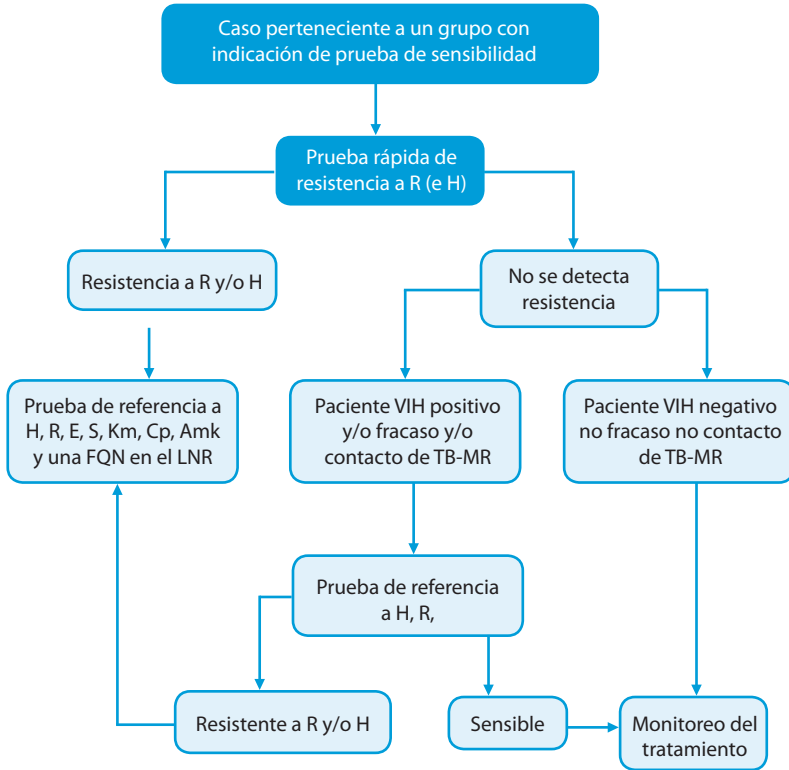 Caso perteneciente a un grupo con
indicación de prueba de sensibilidad
Prueba rápida de
resistencia a R (e H)
Resistencia a R y/o H
No se detecta
resistencia
Prueba de referencia a
H, R, E, S, Km, Cp, Amk
y una FQN en el LNR
Paciente VIH positivo
y/o fracaso y/o
contacto de TB-MR
Paciente VIH negativo
no fracaso no contacto
de TB-MR
Prueba de referencia
a H, R,
Resistente a R y/o H
Sensible
Monitoreo del
tratamiento